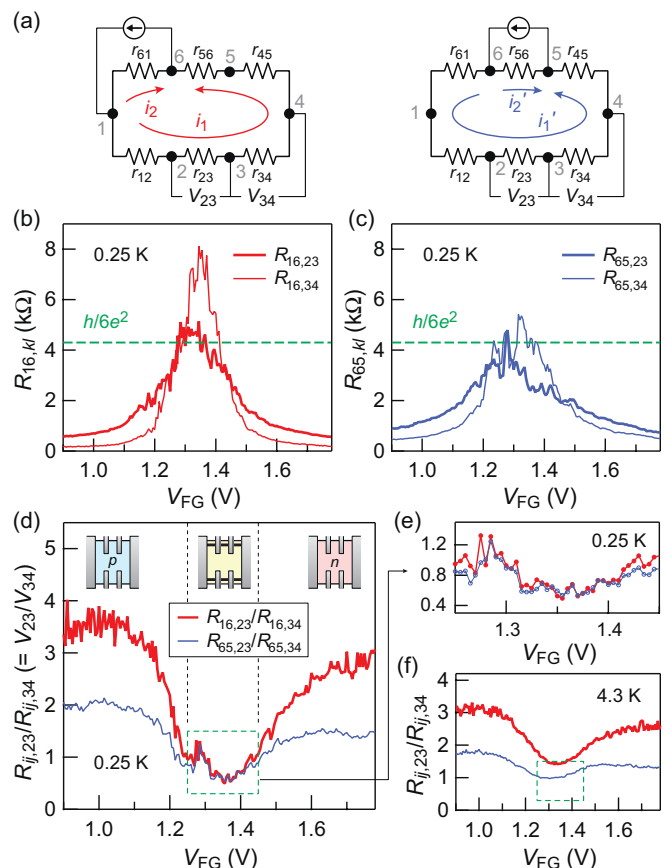 (a)
r61 6 r56 5 r45
1 i2 i1 4
r12 2 r23 3 r34
V23 V34
r61 6 r56 5 r45
1 i2' i1' 4
r12 2 r23 3 r34
V23 V34
(b)
0.25 K
R16,23
R16,34
h/6e²
R16,kl (kΩ)
8
6
4
2
0
1.0 1.2 1.4 1.6
VFG (V)
(c)
0.25 K
R65,23
R65,34
h/6e²
R65,kl (kΩ)
8
6
4
2
0
1.0 1.2 1.4 1.6
VFG (V)
(d)
p
n
R16,23/R16,34
R65,23/R65,34
0.25 K
Rij,23/Rij,34 (= V23/V34)
5
4
3
2
1
0
1.0 1.2 1.4 1.6
VFG (V)
(e)
0.25 K
1.2
0.8
0.4
1.3 1.4
VFG (V)
(f)
4.3 K
Rij,23/Rij,34
4
3
2
1
0
1.0 1.2 1.4 1.6
VFG (V)